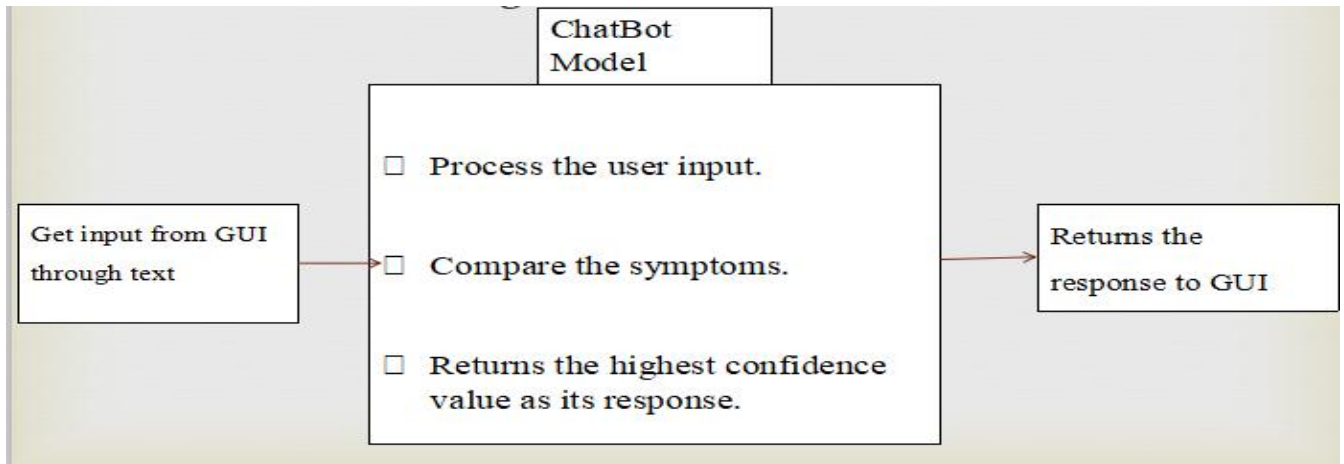 ChatBot
Model
□ Process the user input.
Get input from GUI
through text
□ Compare the symptoms.
□ Returns the highest confidence
value as its response.
Returns the
response to GUI